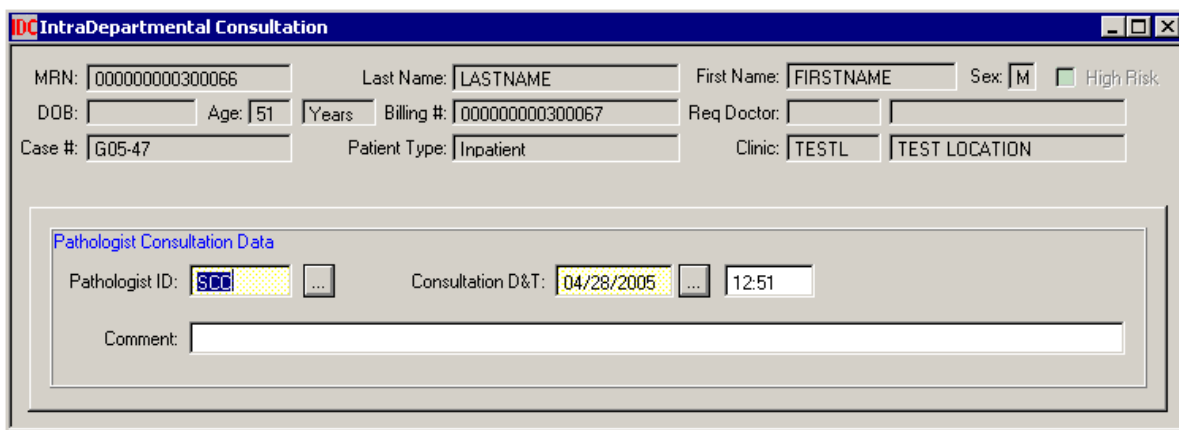 IDC IntraDepartmental Consultation
MRN: 000000000300066 Last Name: LASTNAME First Name: FIRSTNAME Sex: M High Risk
DOB: Age: 51 Years Billing #: 000000000300067 Req Doctor:
Case #: G05-47 Patient Type: Inpatient Clinic: TESTL TEST LOCATION
Pathologist Consultation Data
Pathologist ID: SCC ... Consultation D&T: 04/28/2005 ... 12:51
Comment: